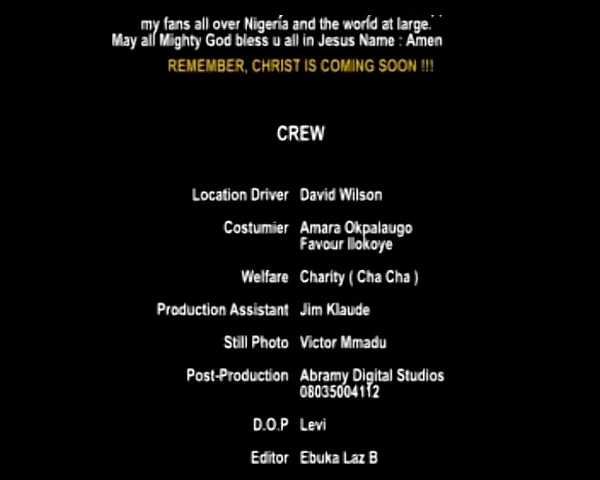 my fans all over Nigeria and the world at large.
May all Mighty God bless u all in Jesus Name : Amen
REMEMBER, CHRIST IS COMING SOON !!!
CREW
Location Driver David Wilson
Costumier Amara Okpalaugo
Favour Ilokoye
Welfare Charity ( Cha Cha )
Production Assistant Jim Klaude
Still Photo Victor Mmadu
Post-Production Abramy Digital Studios
08035004112
D.O.P Levi
Editor Ebuka Laz B